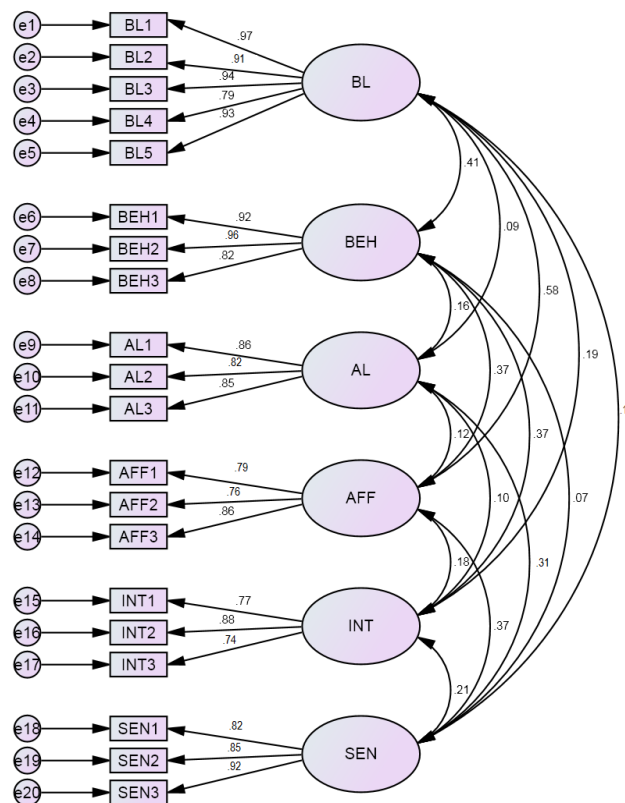 e1 BL1 .97
e2 BL2 .91
e3 BL3 .94 BL
e4 BL4 .79
e5 BL5 .93
.41
e6 BEH1 .92
e7 BEH2 .96 BEH .09
e8 BEH3 .82
.58
.16
e9 AL1 .86 .19
e10 AL2 .82 AL .37
e11 AL3 .85
.12 .37
e12 AFF1 .79
e13 AFF2 .76 AFF .10 .07
e14 AFF3 .86
.18 .31
e15 INT1 .77
e16 INT2 .88 INT .37
e17 INT3 .74
.21
e18 SEN1 .82
e19 SEN2 .85 SEN
e20 SEN3 .92